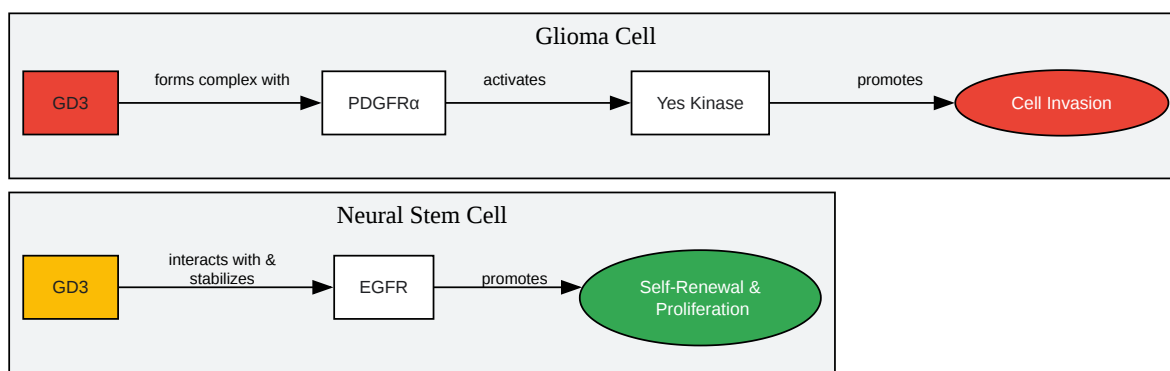 Glioma Cell
GD3
forms complex with
PDGFRα
activates
Yes Kinase
promotes
Cell Invasion
Neural Stem Cell
GD3
interacts with &
stabilizes
EGFR
promotes
Self-Renewal &
Proliferation